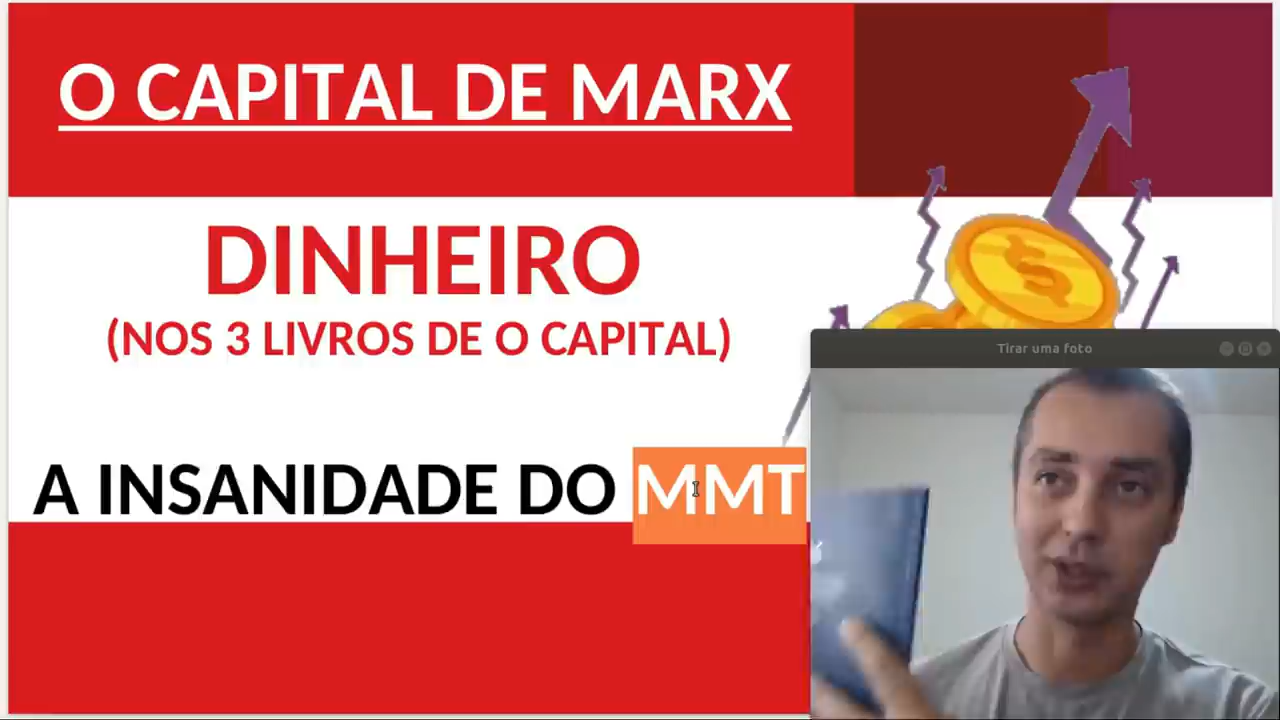 O CAPITAL DE MARX
DINHEIRO
(NOS 3 LIVROS DE O CAPITAL)
A INSANIDADE DO MMT
Tirar uma foto